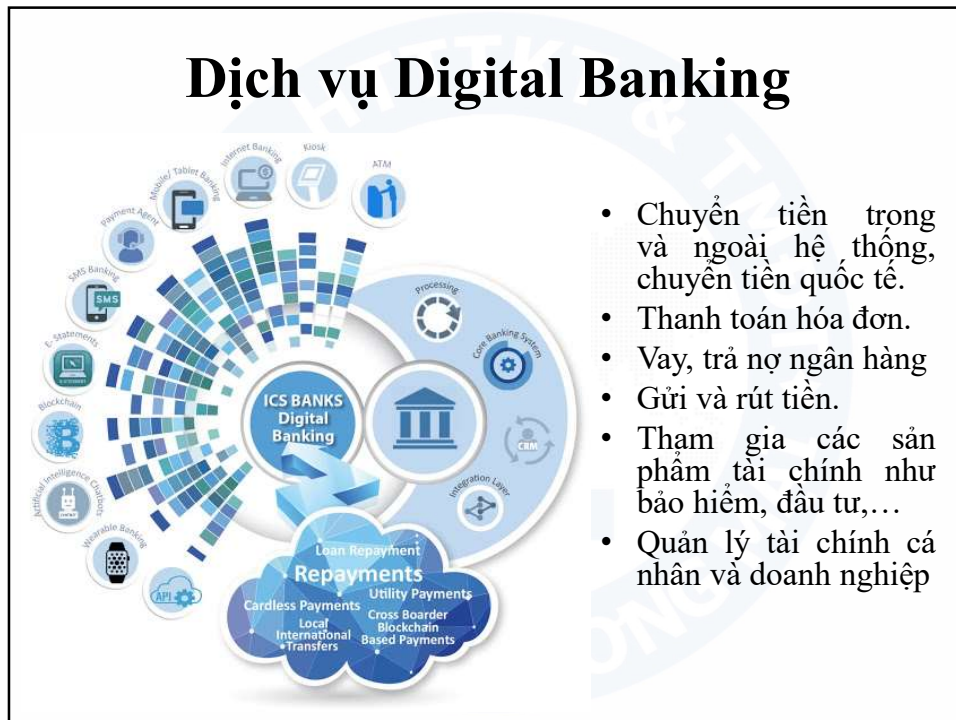 Dịch vụ Digital Banking
ATM
Kiosk
Internet Banking
Mobile/ Tablet Banking
Payment Agent
SMS Banking
SMS
E- Statements
Blockchain
Artificial Intelligence Chatbots
Wearable Banking
API
Processing
Core Banking System
CRM
Integration Layer
ICS BANKS
Digital
Banking
Loan Repayment
Repayments
Utility Payments
Cardless Payments
Local
International
Transfers
Cross Boarder
Blockchain
Based Payments
• Chuyển tiền trong
và ngoài hệ thống,
chuyển tiền quốc tế.
• Thanh toán hóa đơn.
• Vay, trả nợ ngân hàng
• Gửi và rút tiền.
• Tham gia các sản
phẩm tài chính như
bảo hiểm, đầu tư,…
• Quản lý tài chính cá
nhân và doanh nghiệp